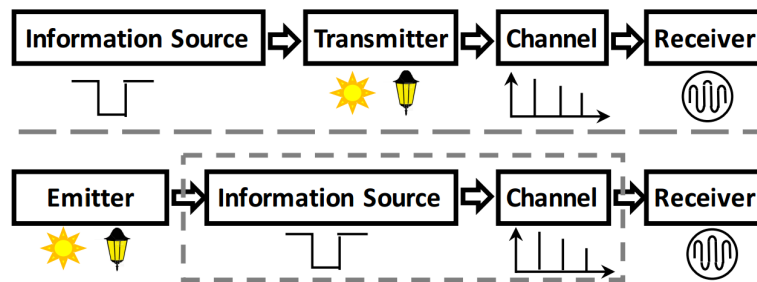 Information Source Transmitter Channel Receiver
Emitter Information Source Channel Receiver